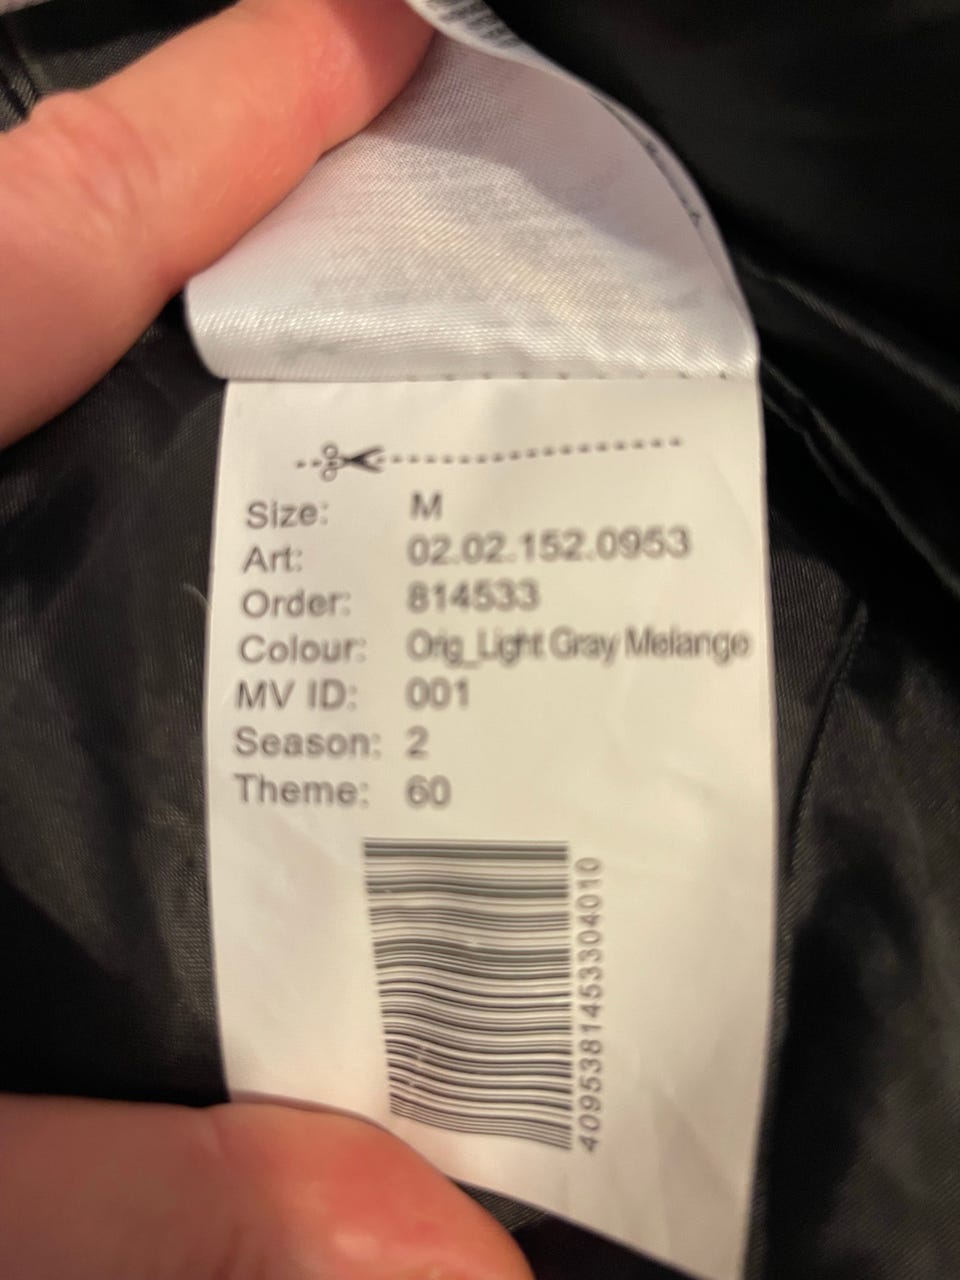 Size: M
Art: 02.02.152.0953
Order: 814533
Colour: Orig_Light Gray Melange
MV ID: 001
Season: 2
Theme: 60
4095381453304010